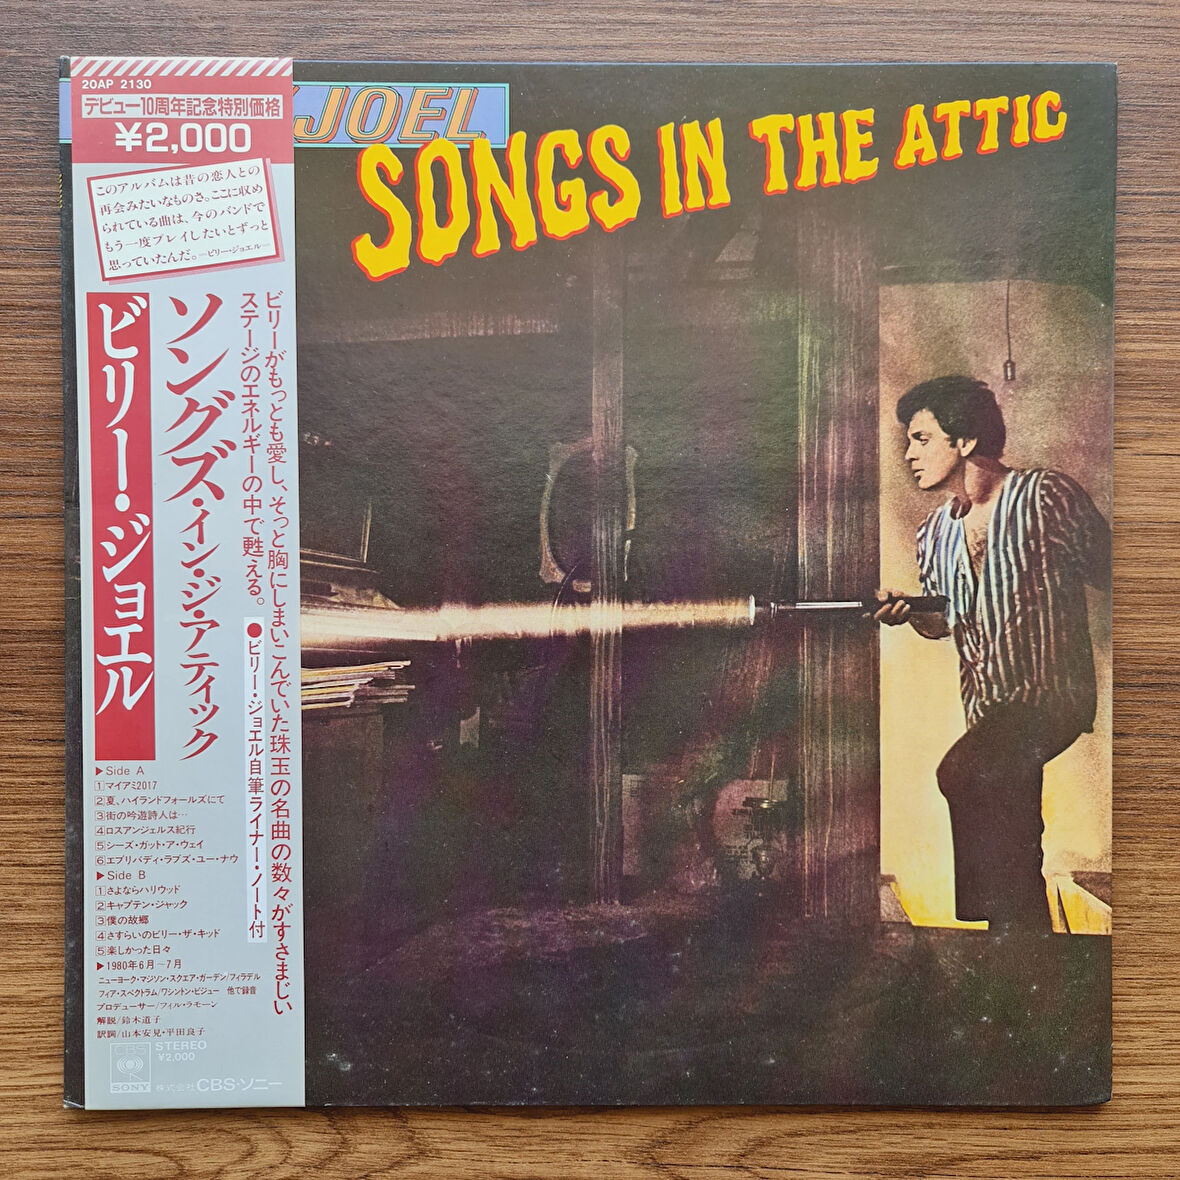 20AP 2130
デビュー10周年記念特別価格
¥2,000
このアルバムは昔の恋人との
再会みたいなものさ。ここに収め
られている曲は、今のバンドで
もう一度プレイしたいとずっと
思っていたんだ。—ビリー・ジョエル—
JOEL
SONGS IN THE ATTIC
ビリーがもっとも愛し、そっと胸にしまいこんでいた珠玉の名曲の数々がすさまじい
ステージのエネルギーの中で甦える。
●ビリー・ジョエル自筆ライナー・ノート付
ソングズ・イン・ジ・アティック
ビリー・ジョエル
▶Side A
1マイアミ2017
2夏、ハイランドフォールズにて
3街の吟遊詩人は…
4ロスアンジェルス紀行
5シーズ・ガット・ア・ウェイ
6エブリバディ・ラブズ・ユー・ナウ
▶Side B
1さよならハリウッド
2キャプテン・ジャック
3僕の故郷
4さすらいのビリー・ザ・キッド
5楽しかった日々
▶1980年6月〜7月
ニューヨーク・マジソン・スクエア・ガーデン/フィラデル
フィア・スペクトラム/ワシントン・ビジュー 他で録音
プロデューサー/フィル・ラモーン
解説/鈴木道子
訳詞/山本安見・平田良子
CBS
SONY
STEREO
¥2,000
株式会社CBS・ソニー